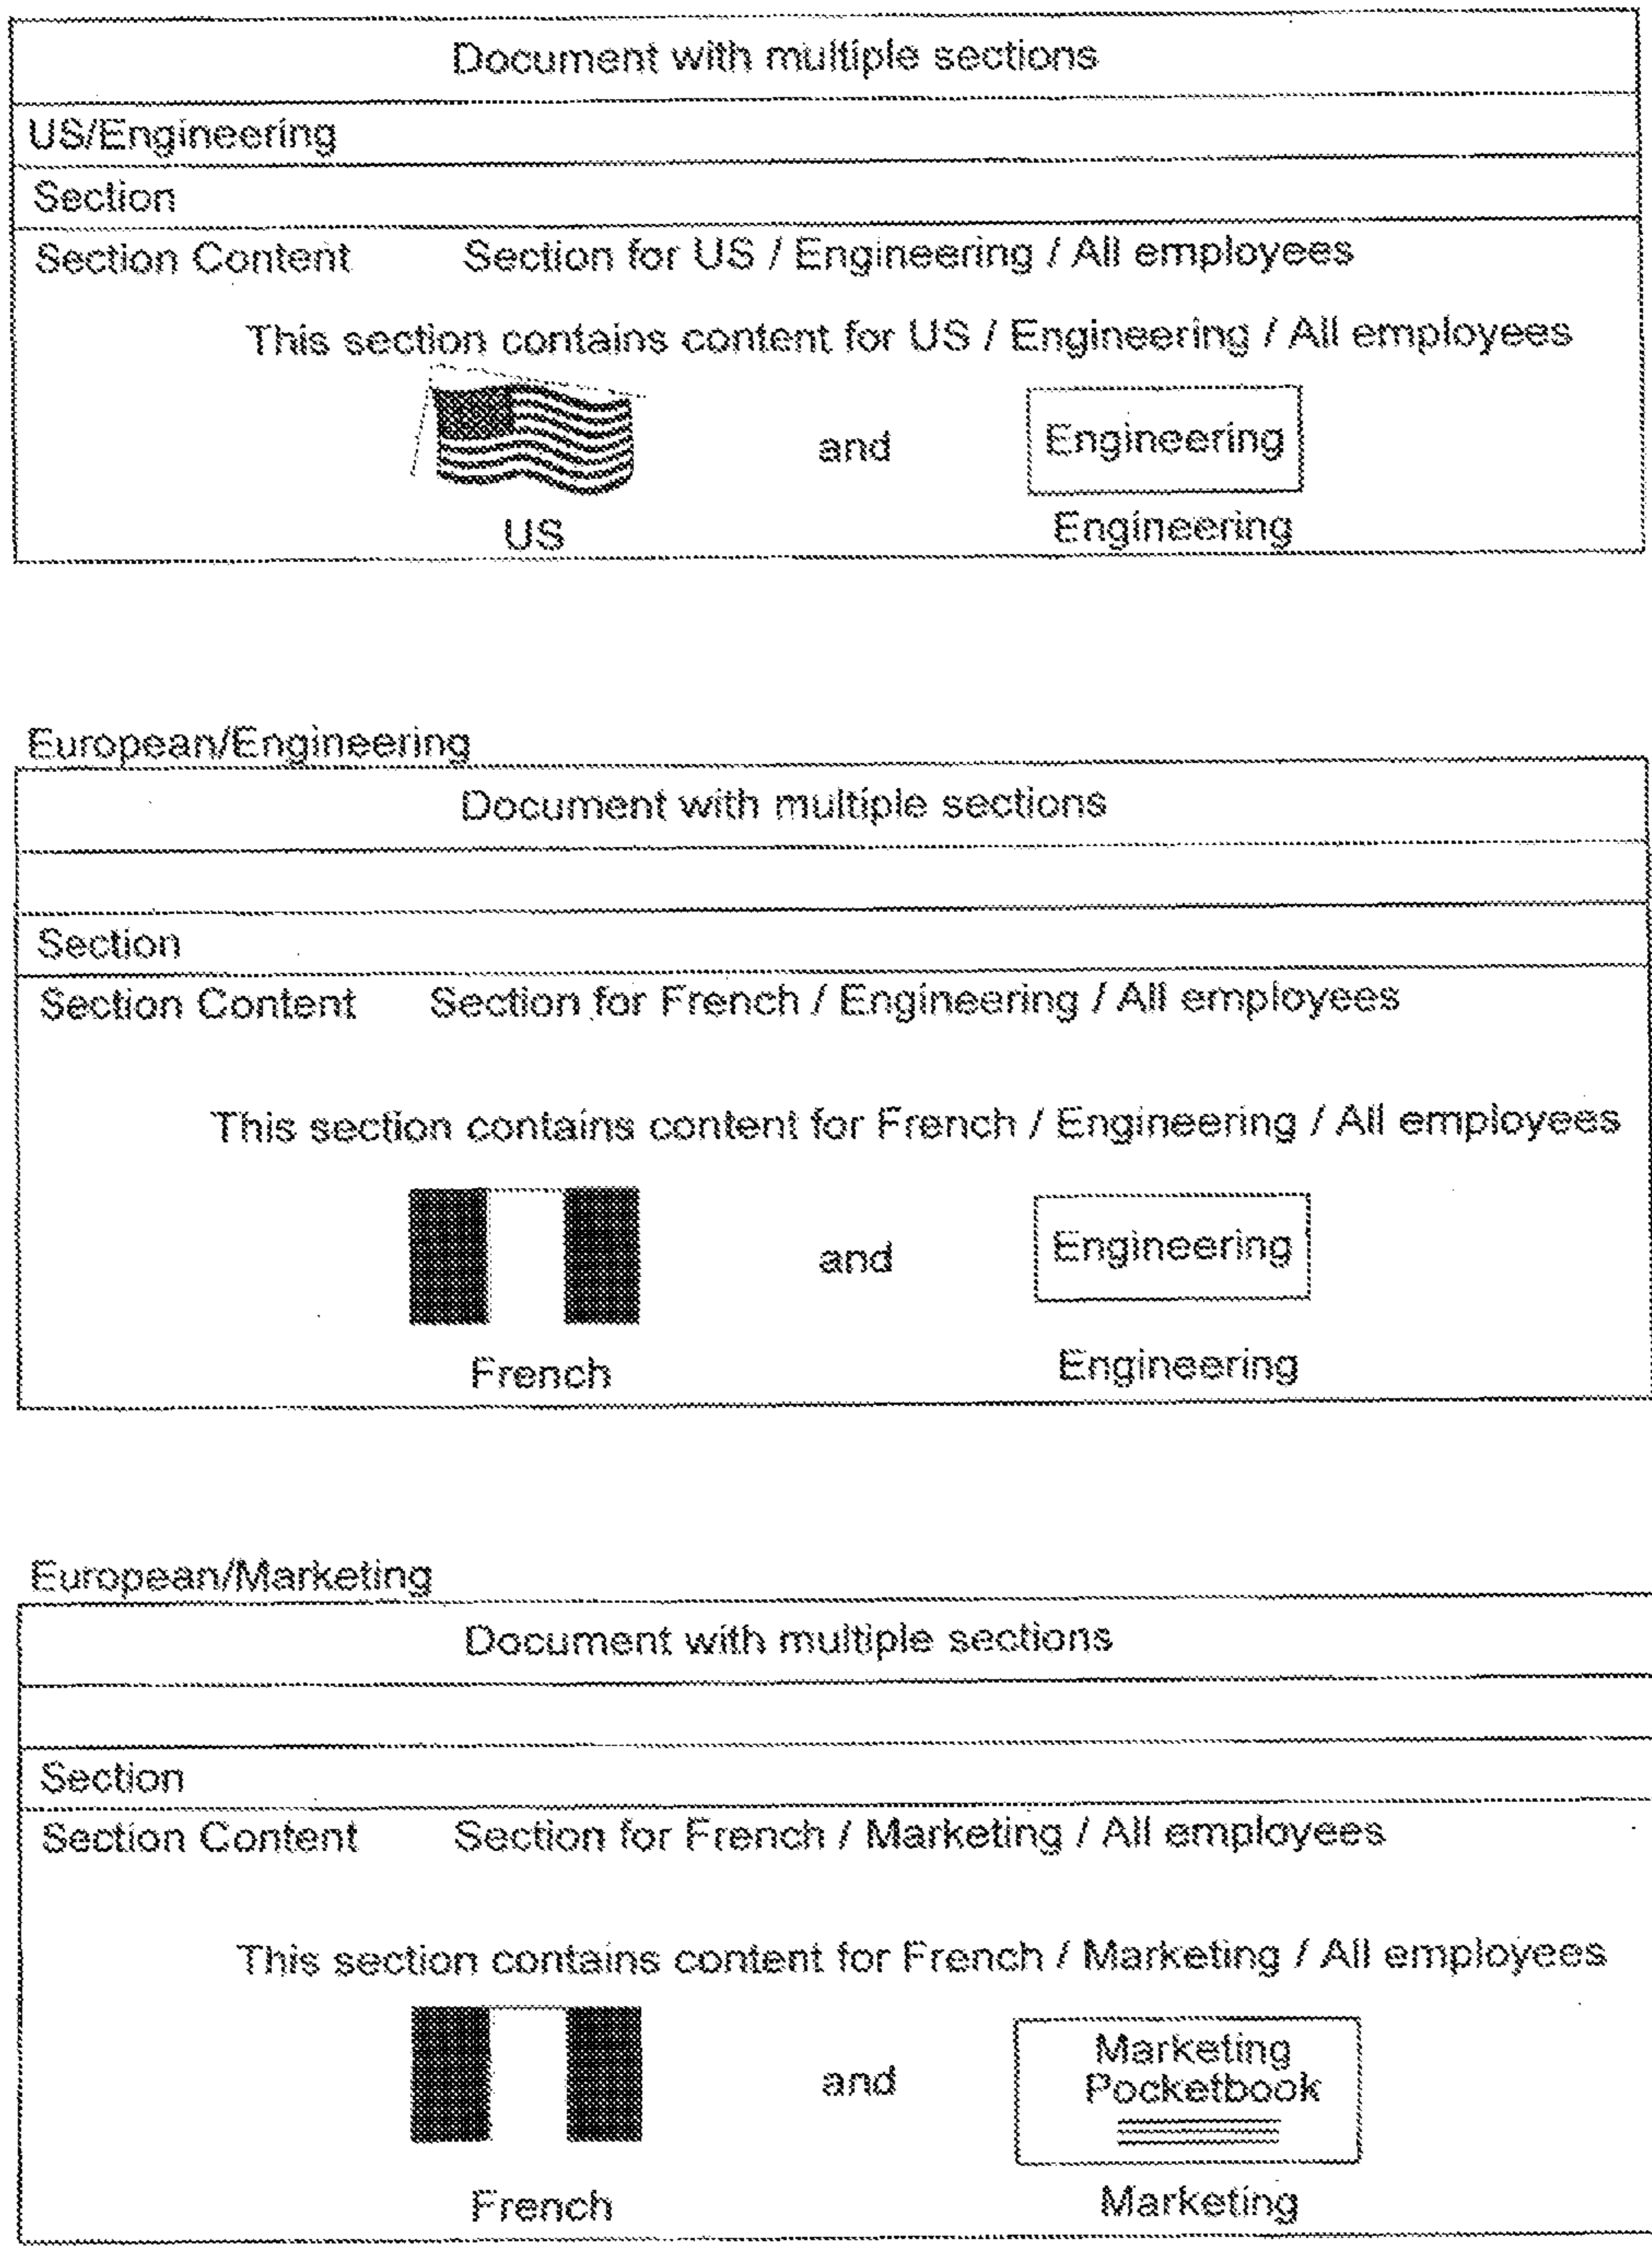 Document with multiple sections
US/Engineering
Section
Section Content Section for US / Engineering / All employees
This section contains content for US / Engineering / All employees
and Engineering
US Engineering
European/Engineering
Document with multiple sections
Section
Section Content Section for French / Engineering / All employees
This section contains content for French / Engineering / All employees
and Engineering
French Engineering
European/Marketing
Document with multiple sections
Section
Section Content Section for French / Marketing / All employees
This section contains content for French / Marketing / All employees
Marketing
and Pocketbook
French Marketing